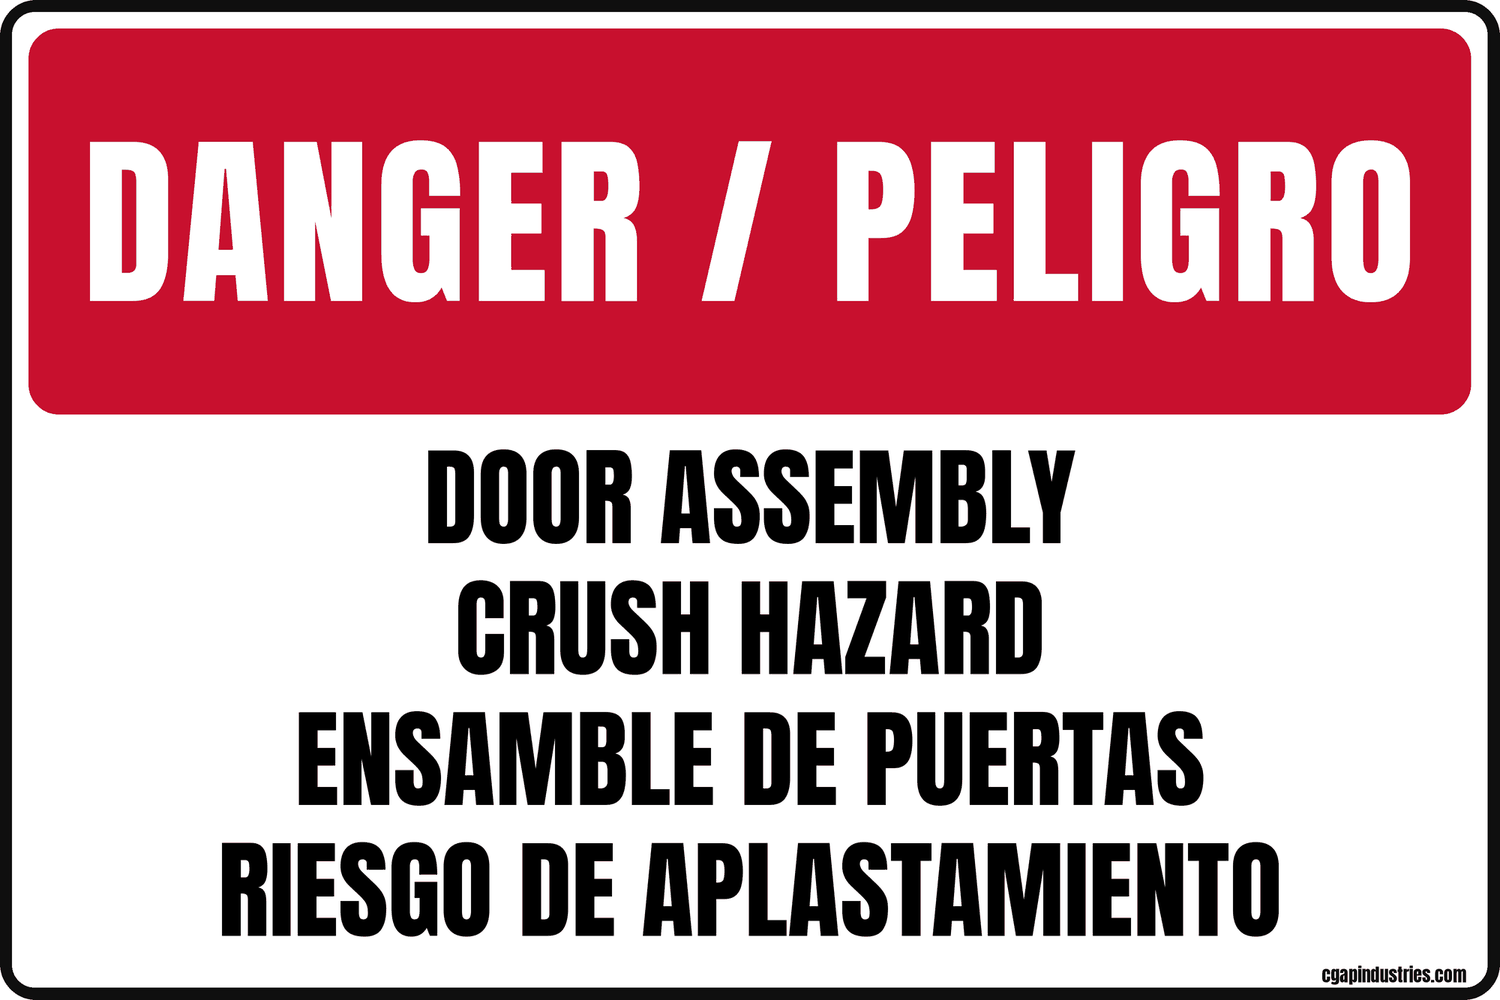 DANGER / PELIGRO
DOOR ASSEMBLY
CRUSH HAZARD
ENSAMBLE DE PUERTAS
RIESGO DE APLASTAMIENTO
cgapindustries.com